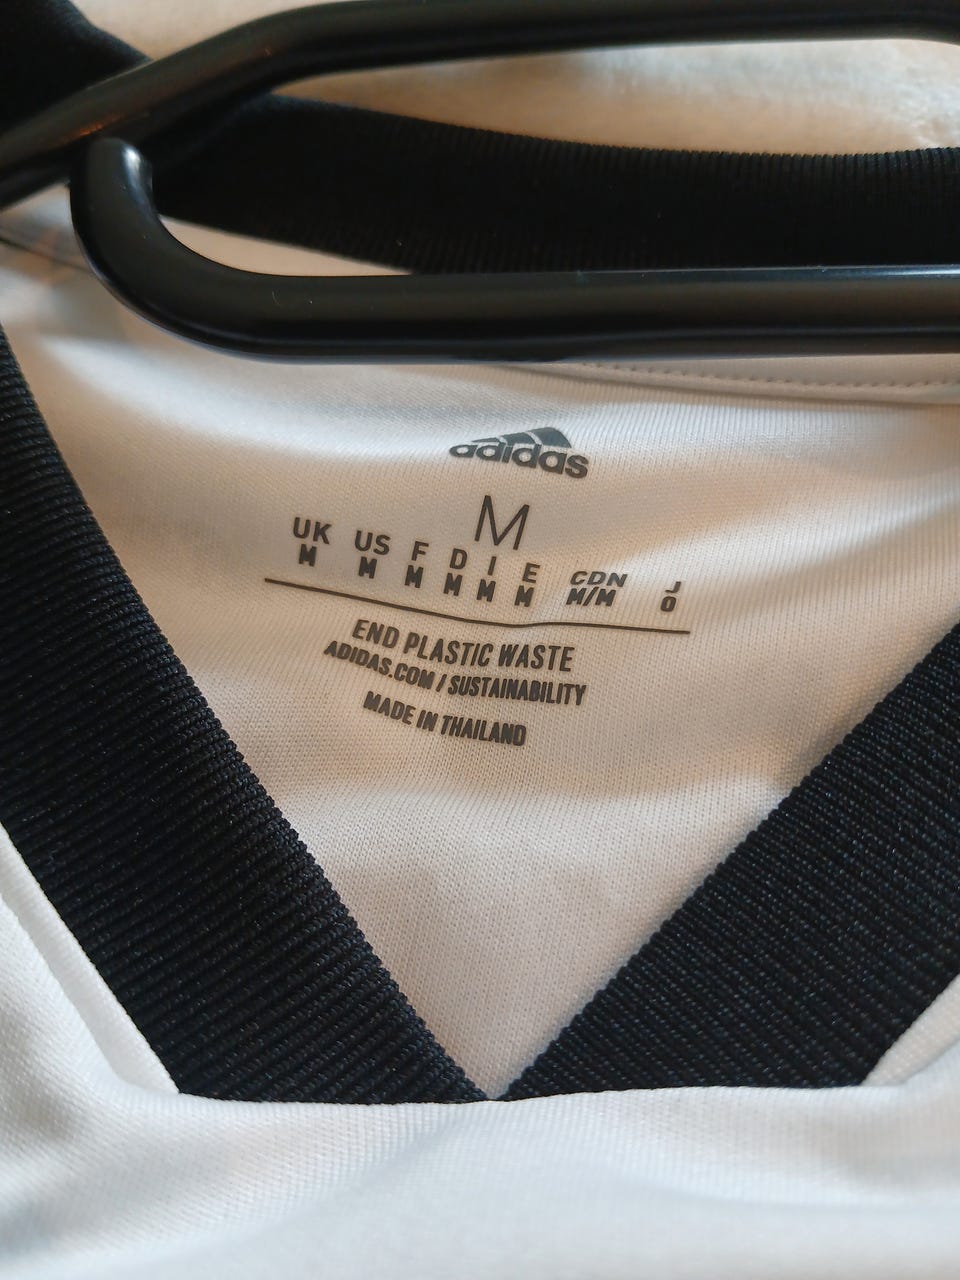 adidas
M
UK US F D I E CDN J
M M M M M M M/M O
END PLASTIC WASTE
ADIDAS.COM / SUSTAINABILITY
MADE IN THAILAND